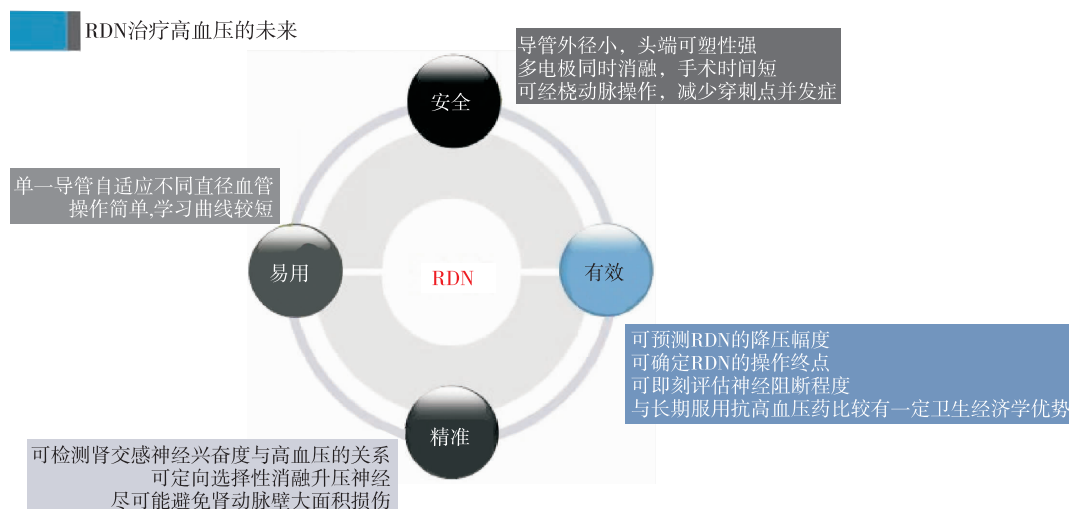 RDN治疗高血压的未来
导管外径小，头端可塑性强
多电极同时消融，手术时间短
可经桡动脉操作，减少穿刺点并发症
安全
单一导管自适应不同直径血管
操作简单,学习曲线较短
易用
RDN
有效
可预测RDN的降压幅度
可确定RDN的操作终点
可即刻评估神经阻断程度
与长期服用抗高血压药比较有一定卫生经济学优势
精准
可检测肾交感神经兴奋度与高血压的关系
可定向选择性消融升压神经
尽可能避免肾动脉壁大面积损伤